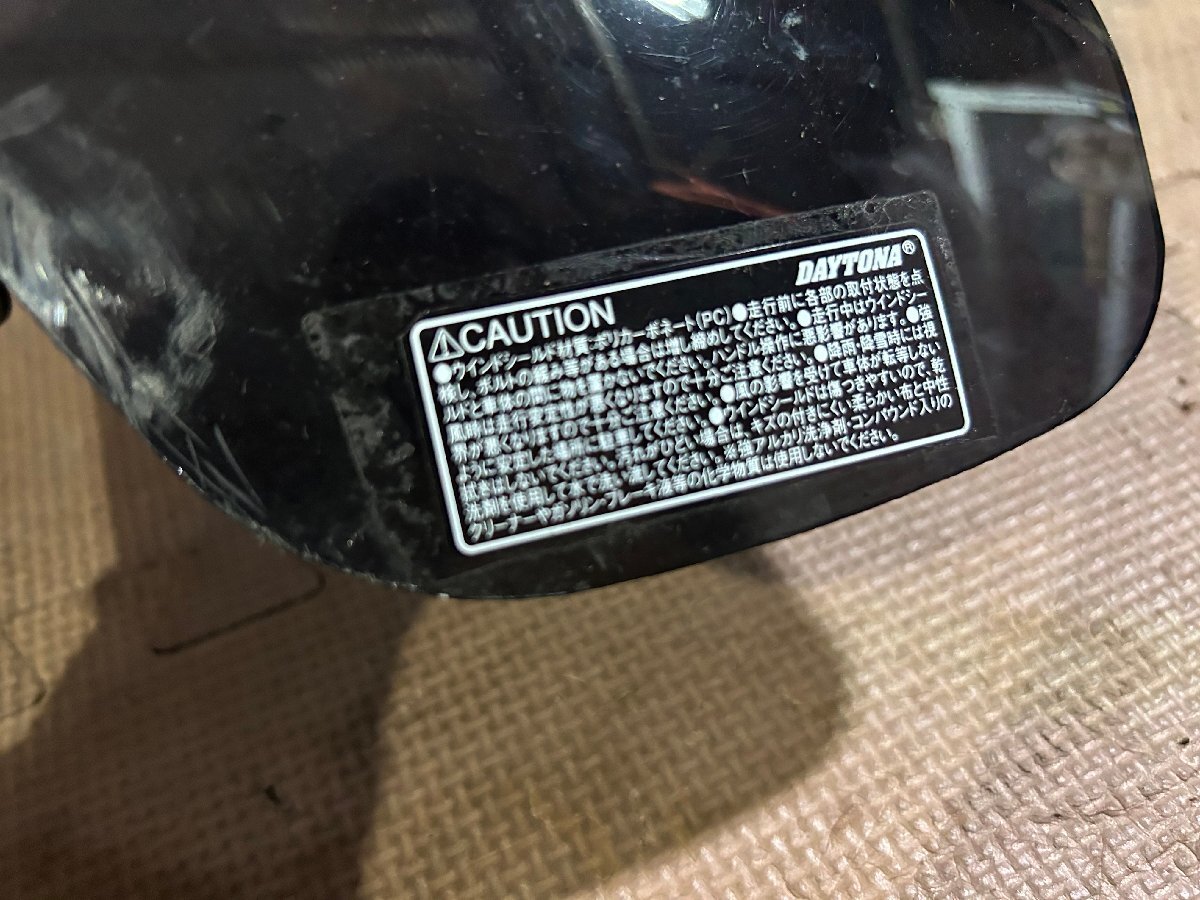 DAYTONA®
⚠CAUTION
●ウインドシールド材質:ポリカーボネート(PC)●走行前に各部の取付状態を点
検し、ボルトの緩み等がある場合は増し締めしてください。●走行中はウインドシー
ルドと車体の間に物を置かないでください。ハンドル操作に悪影響があります。●強
風時は走行安定性が悪くなりますので十分ご注意ください。●降雨・降雪時には視
界が悪くなりますので十分ご注意ください。●風の影響を受けて車体が転等しない
ように安定した場所に駐車してください。●ウインドシールドは傷つきやすいので、乾
拭きはしないでください。汚れがひどい場合は、キズの付きにくい柔らかい布と中性
洗剤を使用して水で洗い流してください。※強アルカリ洗浄剤・コンパウンド入りの
クリーナーやガソリン・ブレーキ液等の化学物質は使用しないでください。